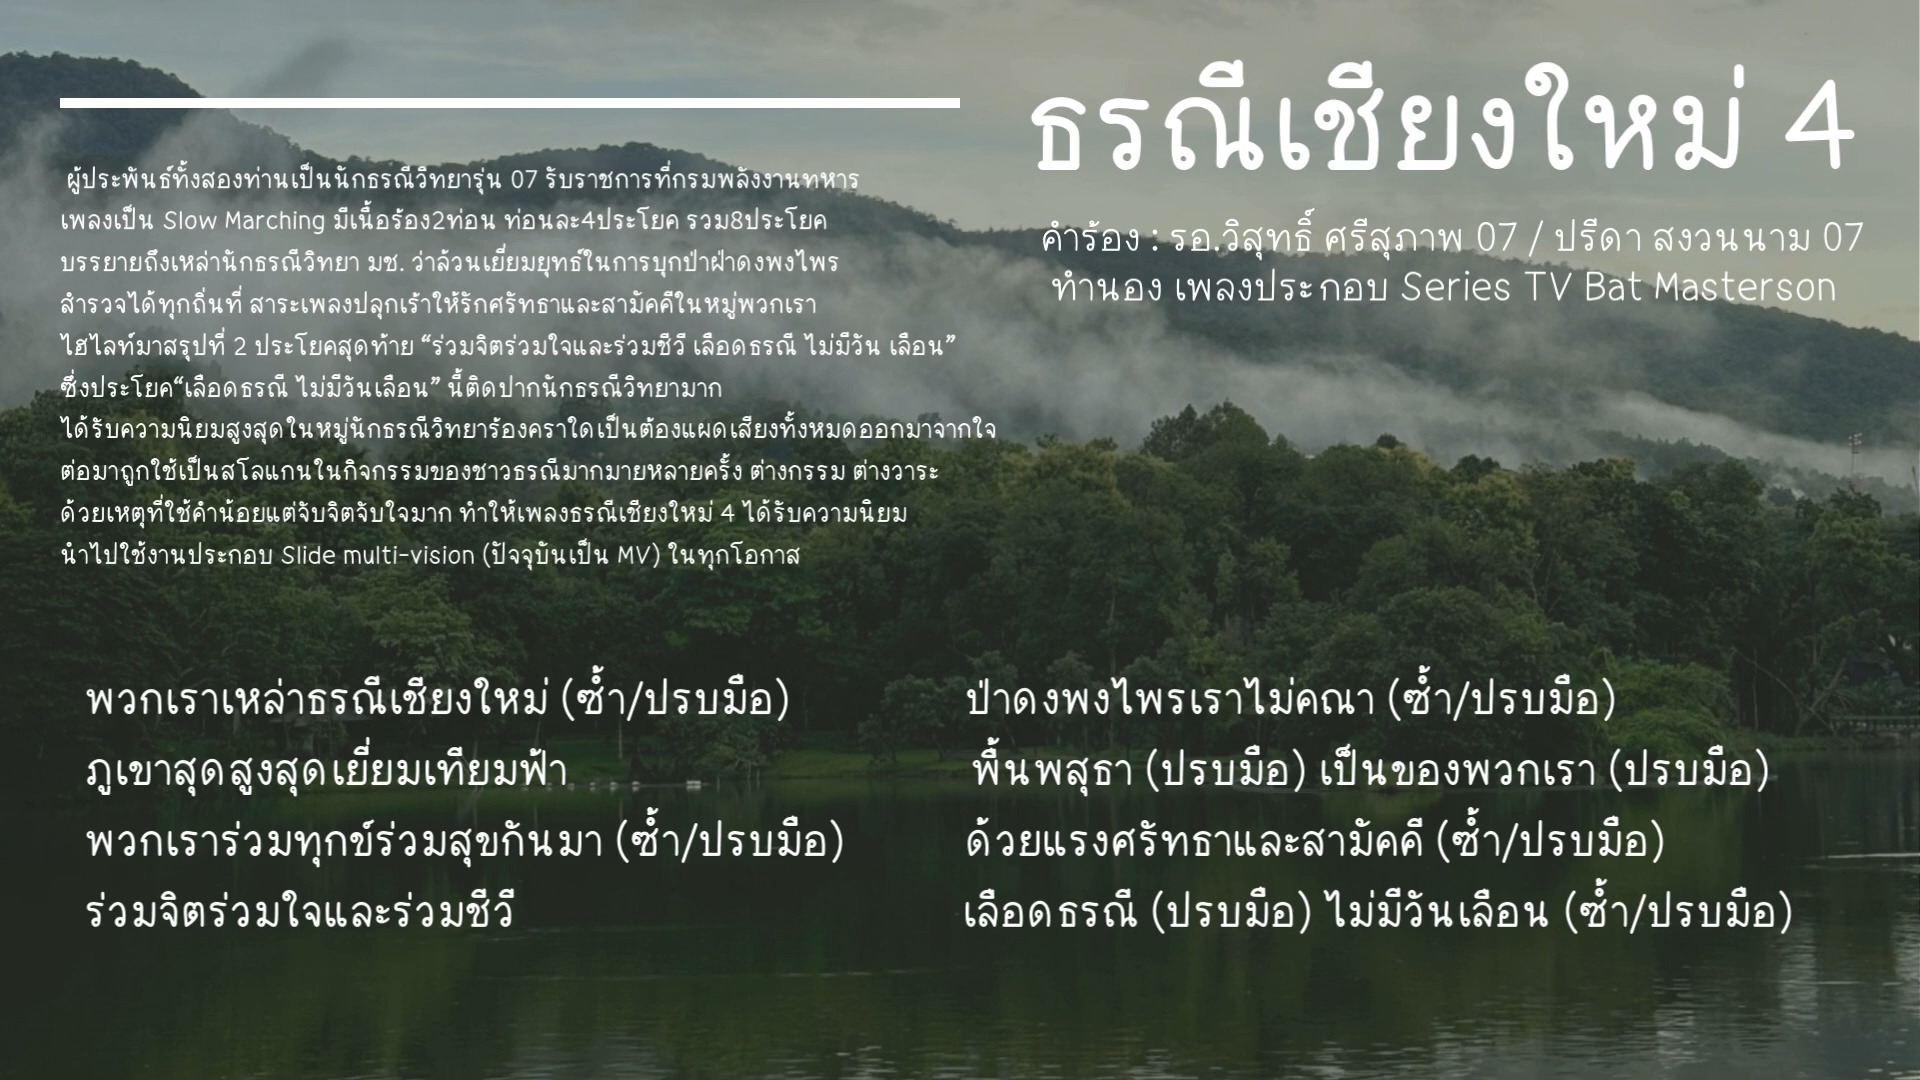 ธรณีเชียงใหม่ 4
คำร้อง : รอ.วิสุทธิ์ ศรีสุภาพ 07 / ปรีดา สงวนนาม 07
ทำนอง เพลงประกอบ Series TV Bat Masterson
ผู้ประพันธ์ทั้งสองท่านเป็นนักธรณีวิทยารุ่น 07 รับราชการที่กรมพลังงานทหาร
เพลงเป็น Slow Marching มีเนื้อร้อง2ท่อน ท่อนละ4ประโยค รวม8ประโยค
บรรยายถึงเหล่านักธรณีวิทยา มช. ว่าล้วนเยี่ยมยุทธ์ในการบุกป่าฝ่าดงพงไพร
สำรวจได้ทุกถิ่นที่ สาระเพลงปลุกเร้าให้รักศรัทธาและสามัคคีในหมู่พวกเรา
ไฮไลท์มาสรุปที่ 2 ประโยคสุดท้าย “ร่วมจิตร่วมใจและร่วมชีวี เลือดธรณี ไม่มีวัน เลือน”
ซึ่งประโยค“เลือดธรณี ไม่มีวันเลือน” นี้ติดปากนักธรณีวิทยามาก
ได้รับความนิยมสูงสุดในหมู่นักธรณีวิทยาร้องคราใดเป็นต้องแผดเสียงทั้งหมดออกมาจากใจ
ต่อมาถูกใช้เป็นสโลแกนในกิจกรรมของชาวธรณีมากมายหลายครั้ง ต่างกรรม ต่างวาระ
ด้วยเหตุที่ใช้คำน้อยแต่จับจิตจับใจมาก ทำให้เพลงธรณีเชียงใหม่ 4 ได้รับความนิยม
นำไปใช้งานประกอบ Slide multi-vision (ปัจจุบันเป็น MV) ในทุกโอกาส
พวกเราเหล่าธรณีเชียงใหม่ (ซ้ำ/ปรบมือ)
ภูเขาสุดสูงสุดเยี่ยมเทียมฟ้า
พวกเราร่วมทุกข์ร่วมสุขกันมา (ซ้ำ/ปรบมือ)
ร่วมจิตร่วมใจและร่วมชีวี
ป่าดงพงไพรเราไม่คณา (ซ้ำ/ปรบมือ)
พื้นพสุธา (ปรบมือ) เป็นของพวกเรา (ปรบมือ)
ด้วยแรงศรัทธาและสามัคคี (ซ้ำ/ปรบมือ)
เลือดธรณี (ปรบมือ) ไม่มีวันเลือน (ซ้ำ/ปรบมือ)